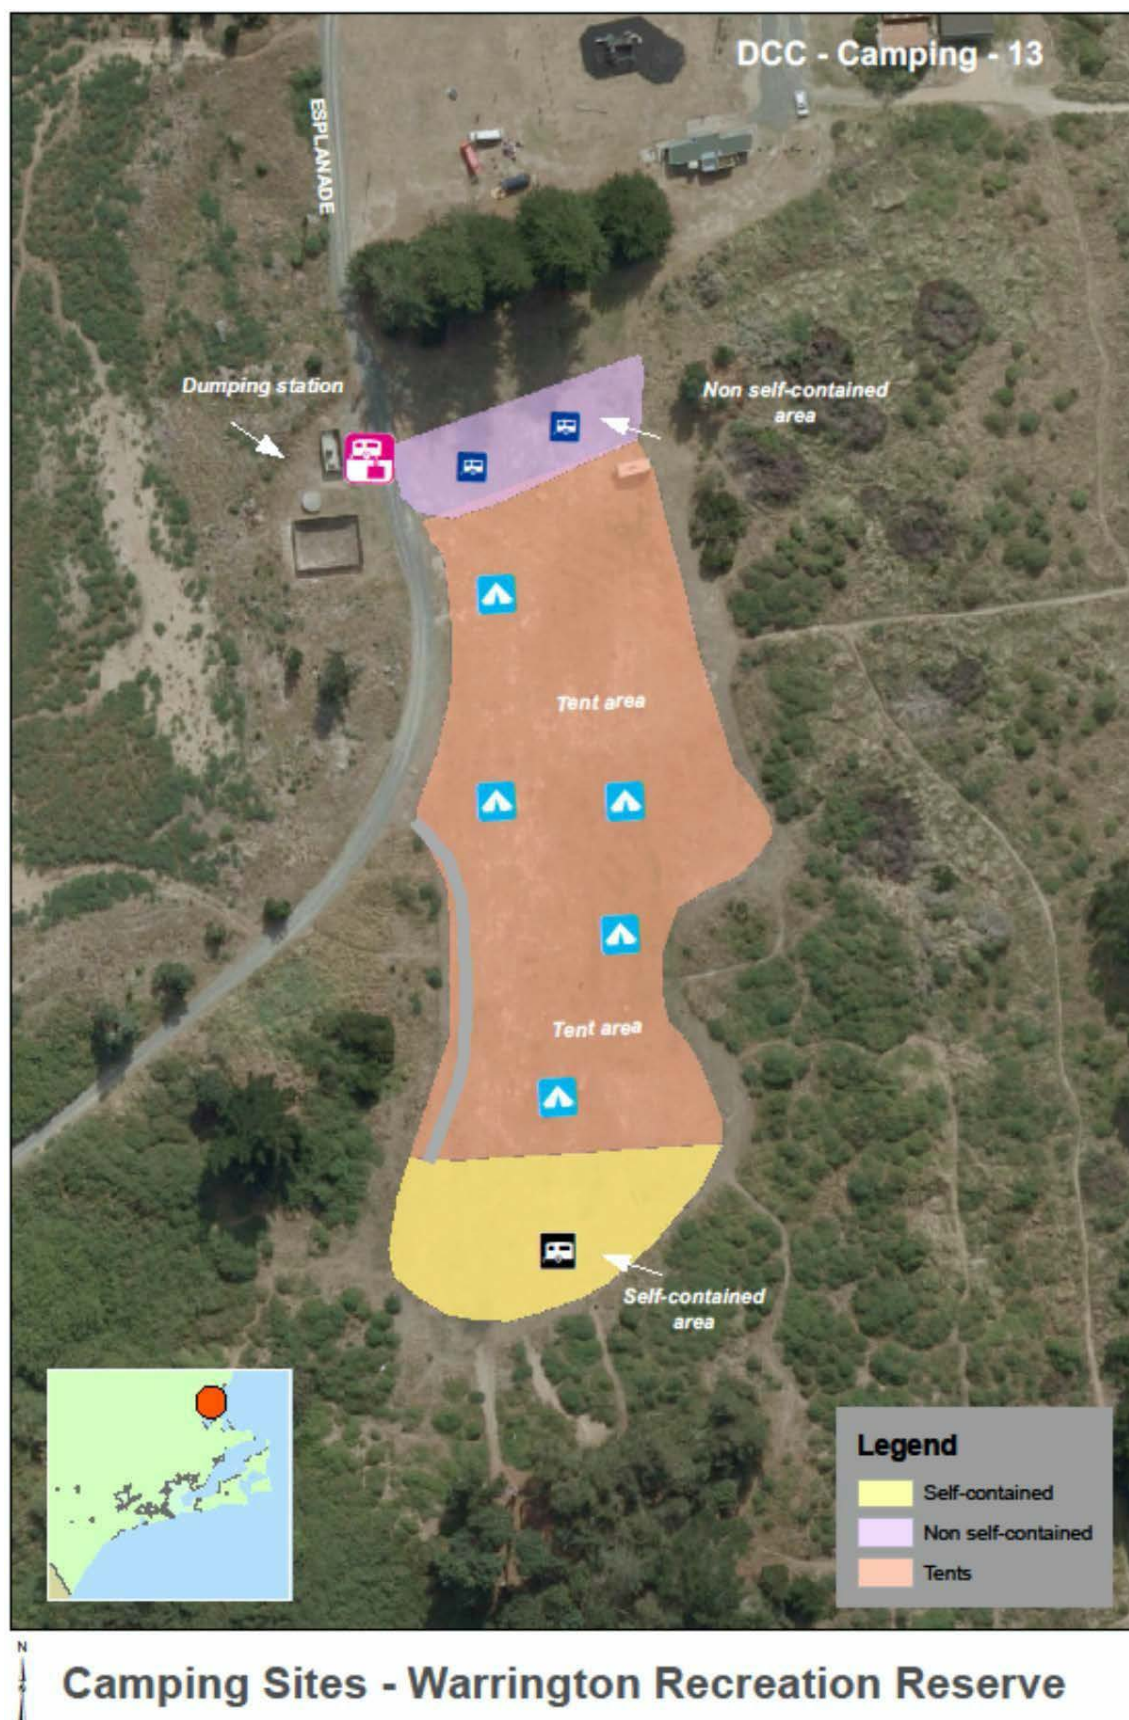 DCC - Camping - 13
ESPLANADE
Dumping station
Non self-contained
area
Tent area
Tent area
Self-contained
area
Legend
Self-contained
Non self-contained
Tents
N
Camping Sites - Warrington Recreation Reserve